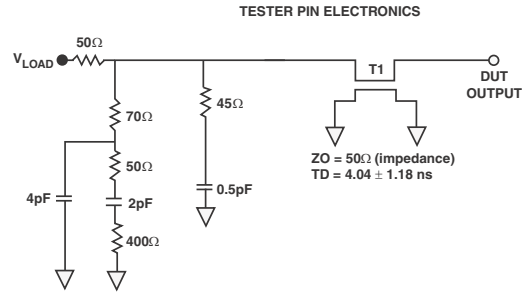 TESTER PIN ELECTRONICS
50Ω
VLOAD
T1
DUT
OUTPUT
70Ω
45Ω
50Ω
ZO = 50Ω (impedance)
TD = 4.04 ± 1.18 ns
4pF
2pF
0.5pF
400Ω